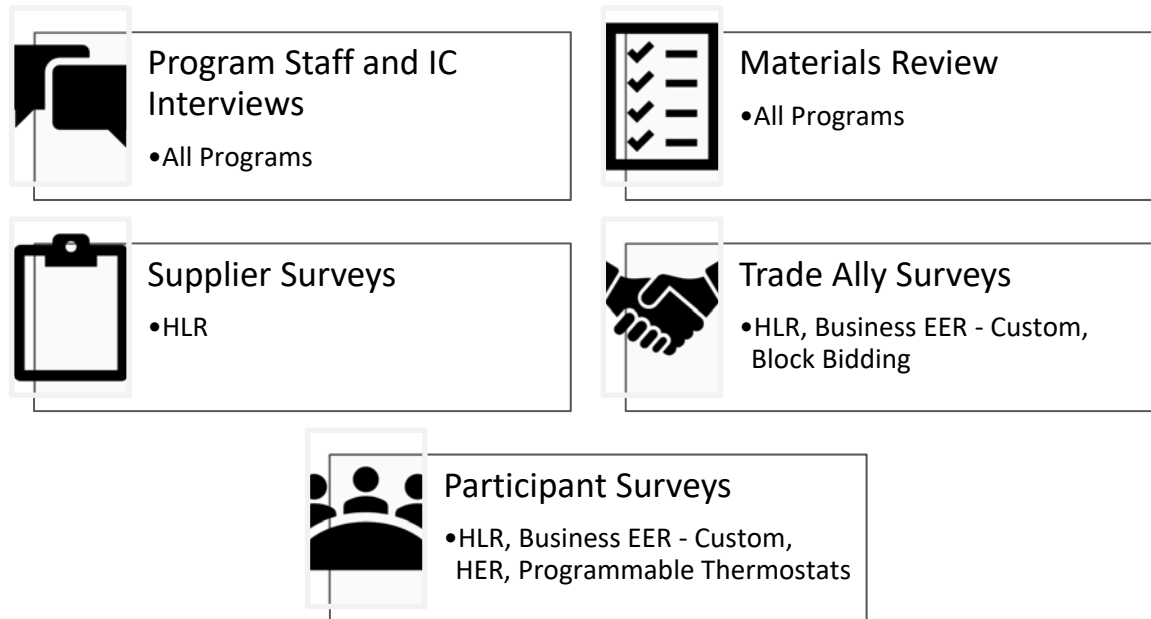 Program Staff and IC
Interviews
•All Programs
Materials Review
•All Programs
Supplier Surveys
•HLR
Trade Ally Surveys
•HLR, Business EER - Custom,
Block Bidding
Participant Surveys
•HLR, Business EER - Custom,
HER, Programmable Thermostats